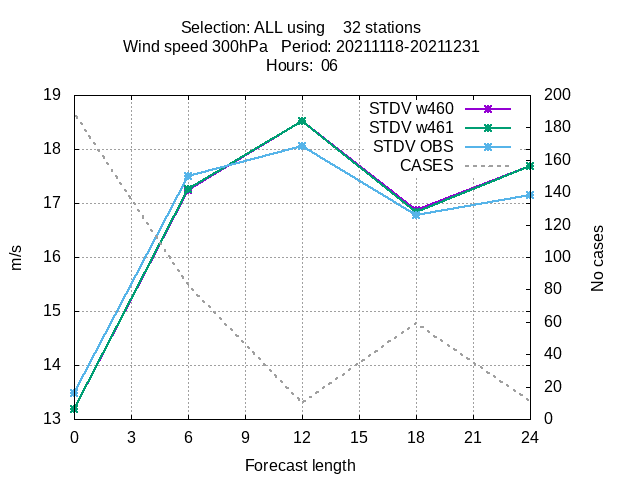 Selection: ALL using    32 stations
Wind speed 300hPa   Period: 20211118-20211231
Hours:  06
STDV w460
STDV w461
STDV OBS
CASES
19
18
17
16
15
14
13
m/s
200
180
160
140
120
100
80
60
40
20
0
No cases
0 3 6 9 12 15 18 21 24
Forecast length